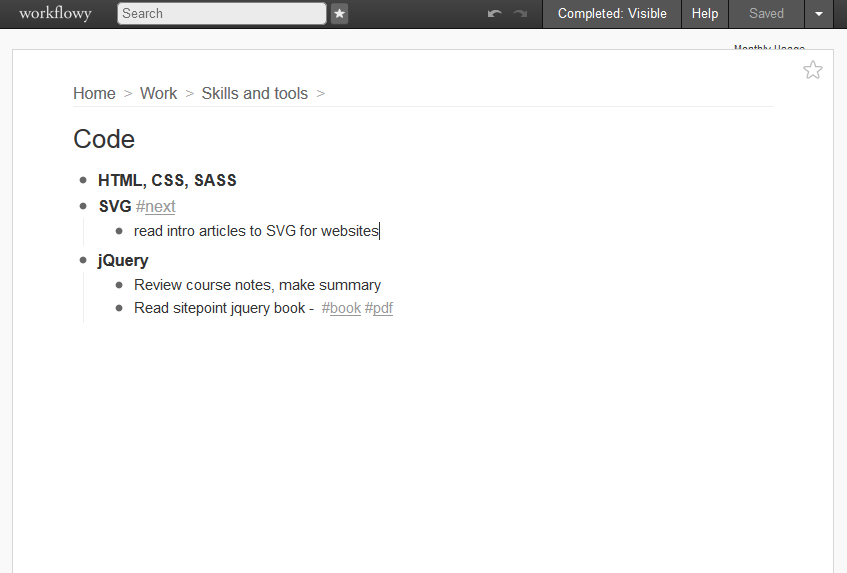 workflowy Search Completed: Visible Help Saved
Monthly Usage
Home > Work > Skills and tools >
Code
HTML, CSS, SASS
SVG #next
read intro articles to SVG for websites
jQuery
Review course notes, make summary
Read sitepoint jquery book - #book #pdf